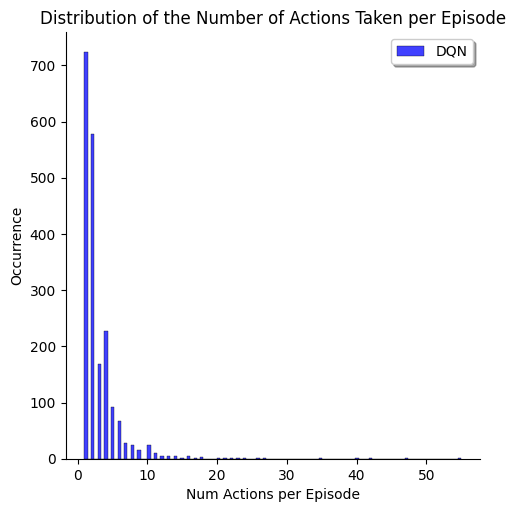 Distribution of the Number of Actions Taken per Episode
DQN
700
600
500
400
300
200
100
0
Occurrence
0 10 20 30 40 50
Num Actions per Episode